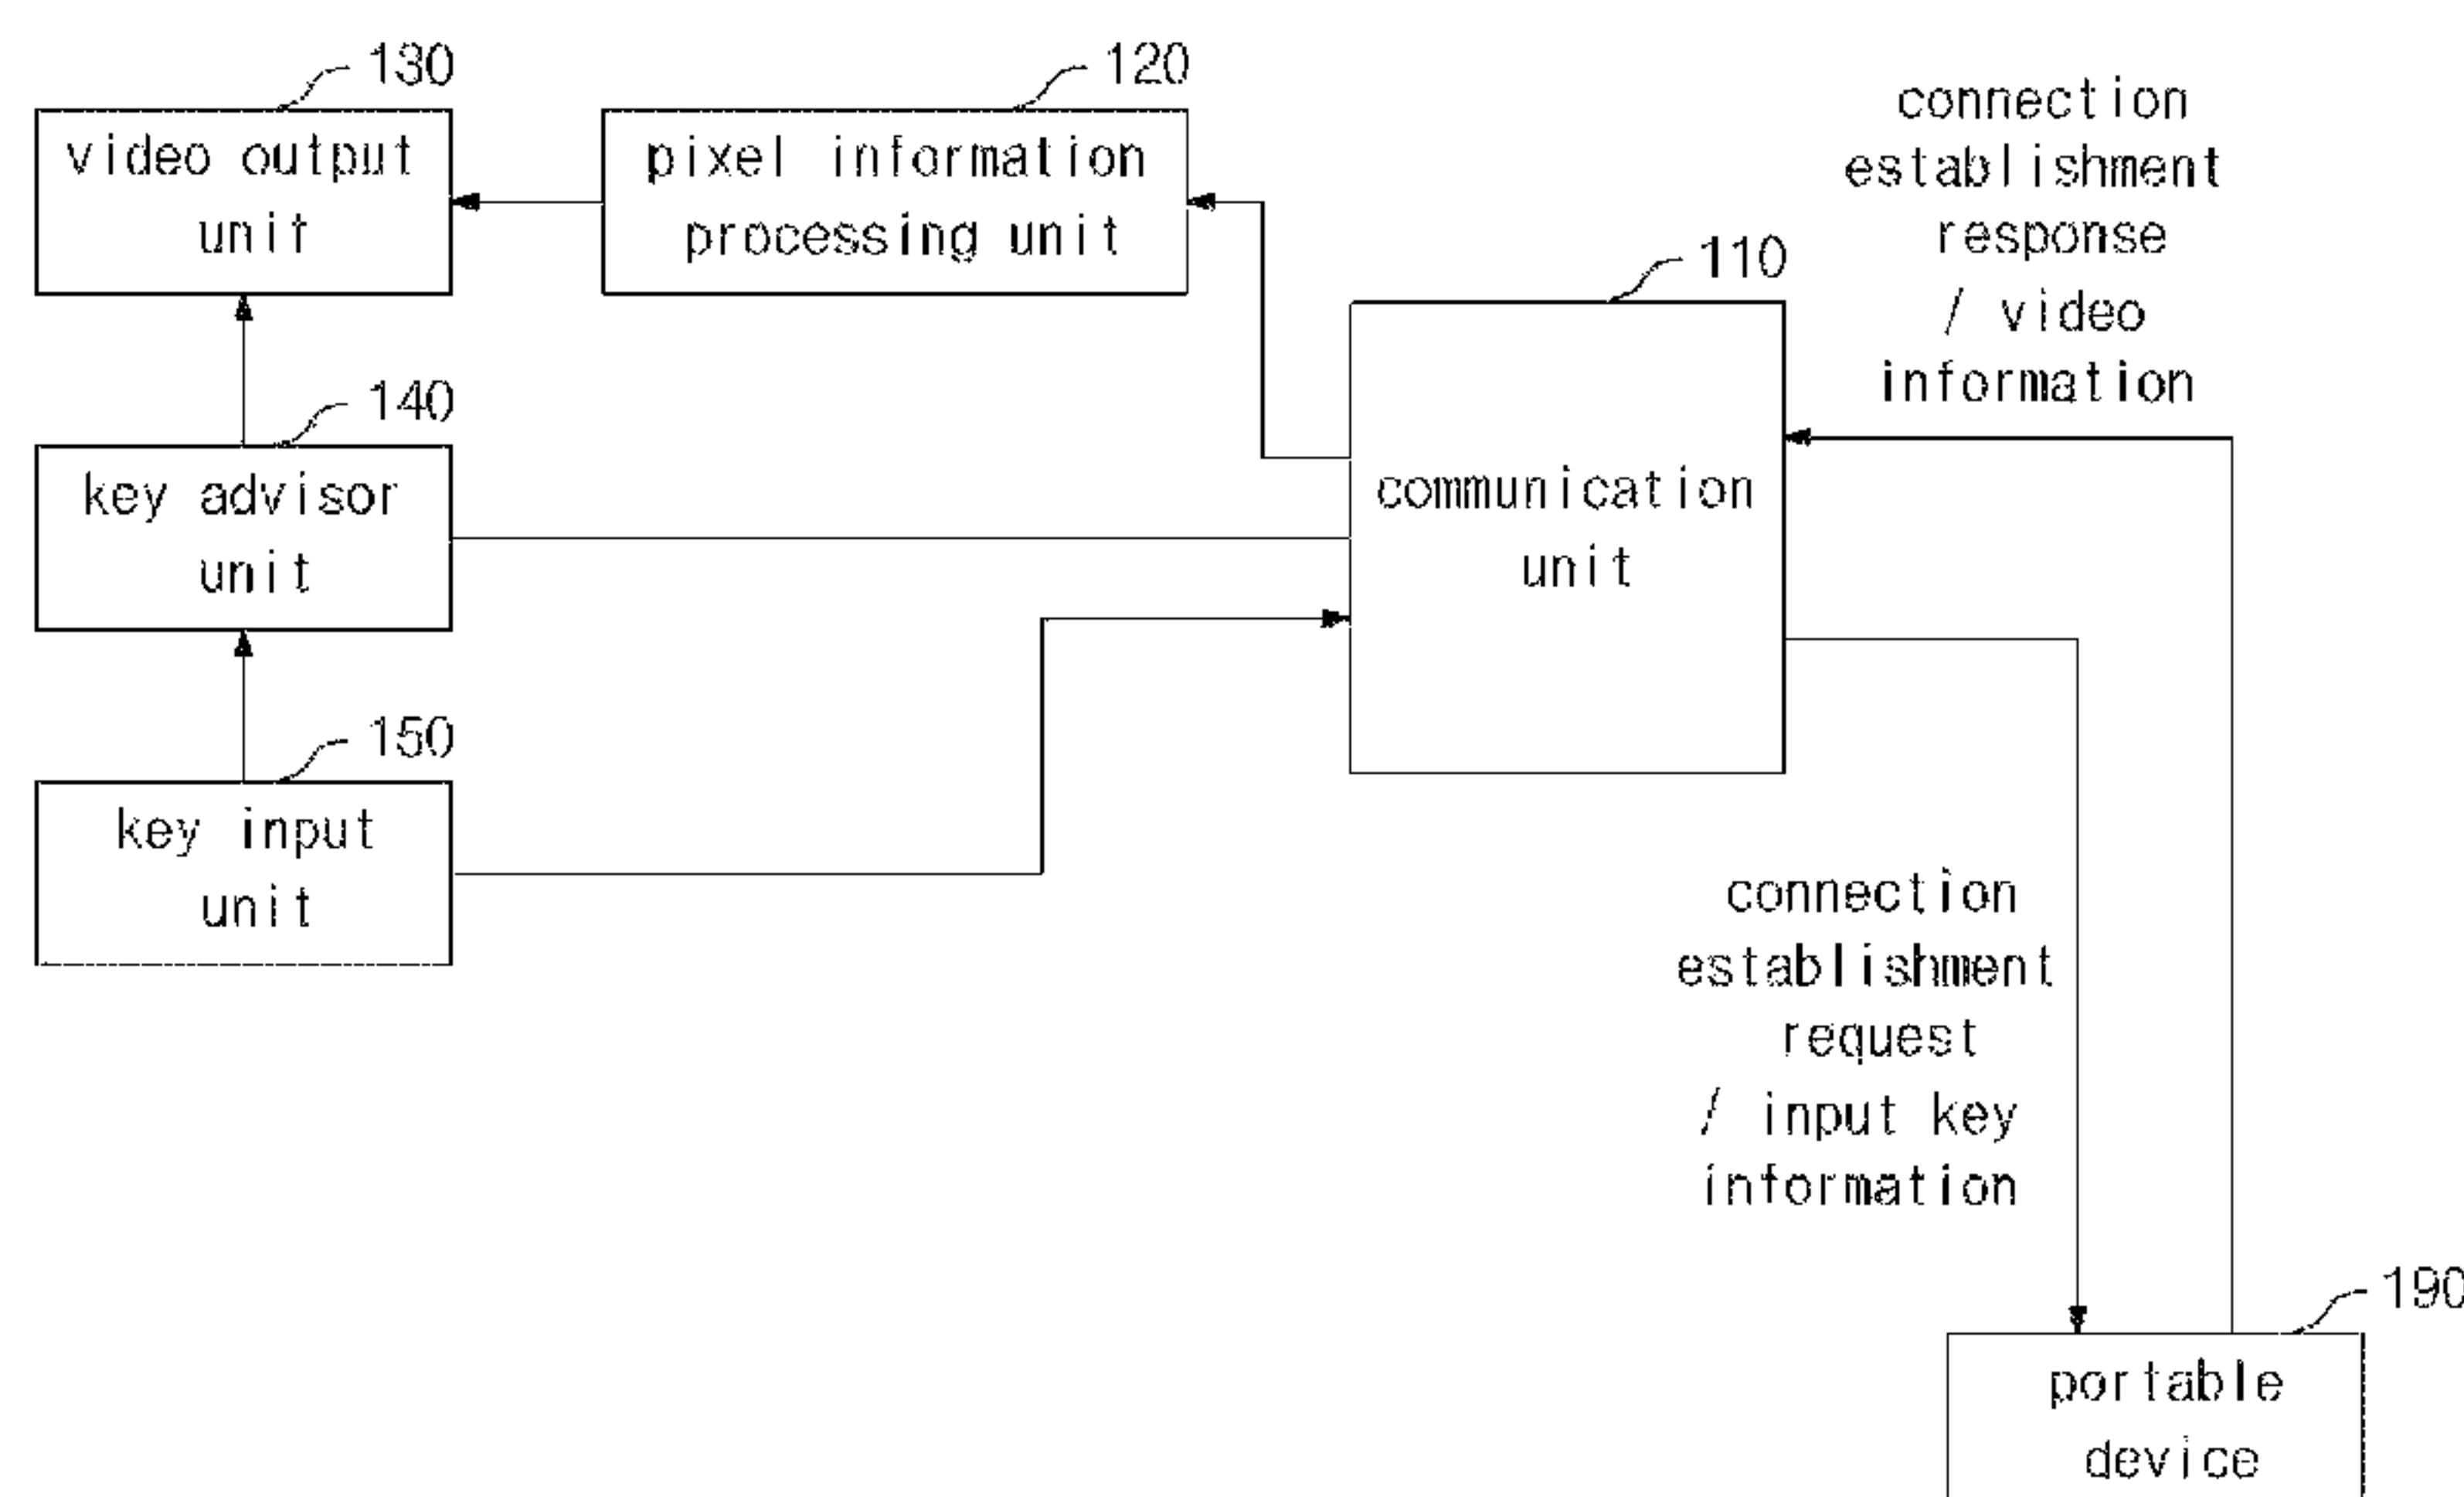 130
video output
unit
120
pixel information
processing unit
connection
establishment
response
/ video
information
110
communication
unit
140
key advisor
unit
150
key input
unit
connection
establishment
request
/ input key
information
190
portable
device